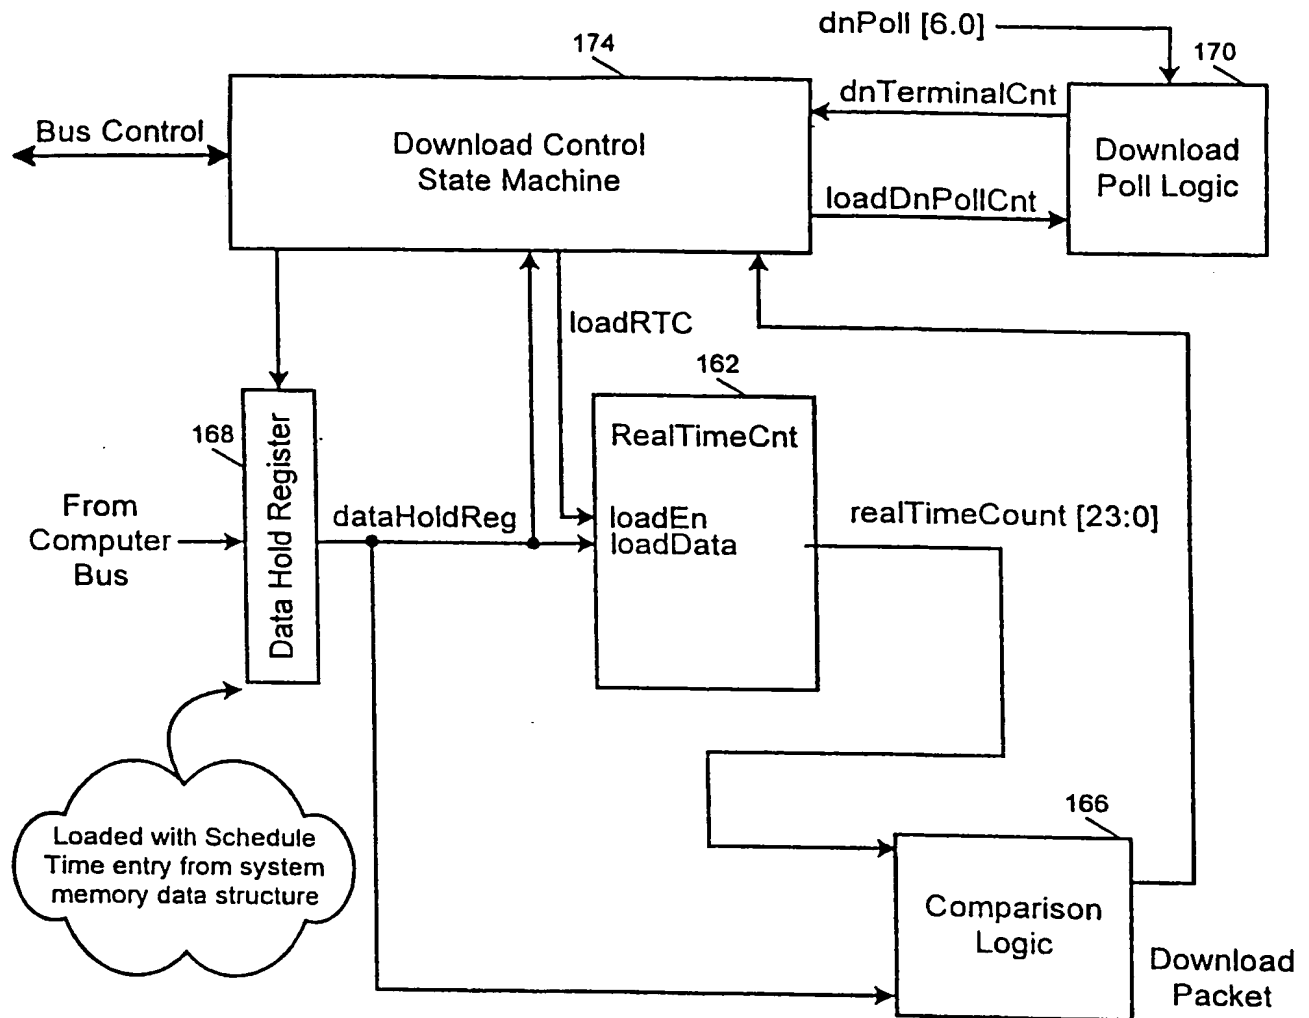 dnPoll [6.0]
174
170
dnTerminalCnt
Bus Control
Download Control
State Machine
Download
Poll Logic
loadDnPollCnt
loadRTC
162
168
Data Hold Register
RealTimeCnt
From
Computer
Bus
dataHoldReg
loadEn
loadData
realTimeCount [23:0]
Loaded with Schedule
Time entry from system
memory data structure
166
Comparison
Logic
Download
Packet